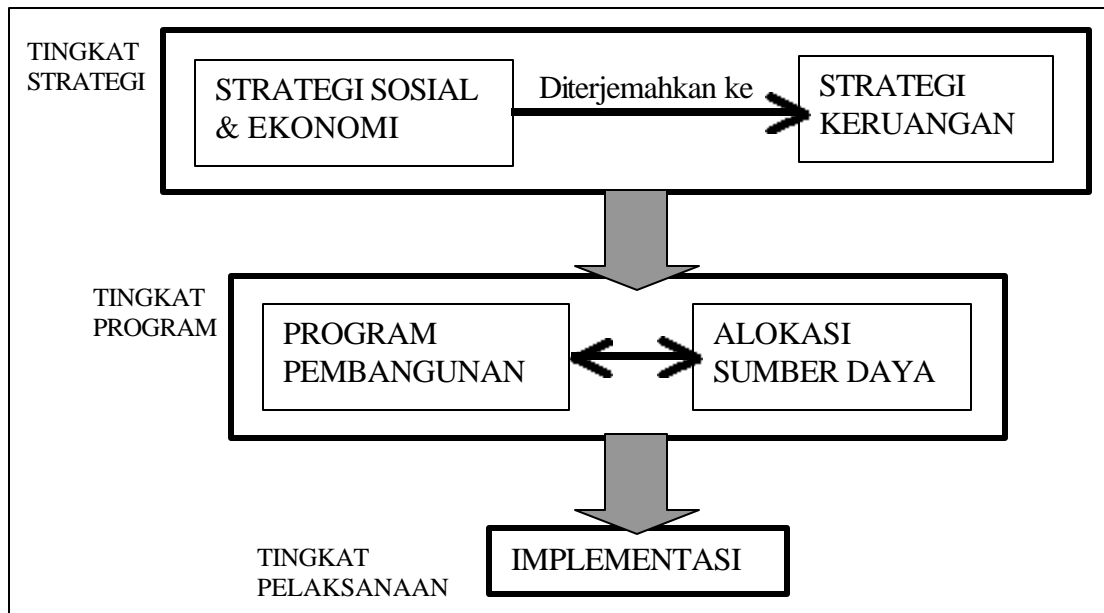 TINGKAT
STRATEGI
STRATEGI SOSIAL
& EKONOMI
Diterjemahkan ke
STRATEGI
KERUANGAN
TINGKAT
PROGRAM
PROGRAM
PEMBANGUNAN
ALOKASI
SUMBER DAYA
TINGKAT
PELAKSANAAN
IMPLEMENTASI